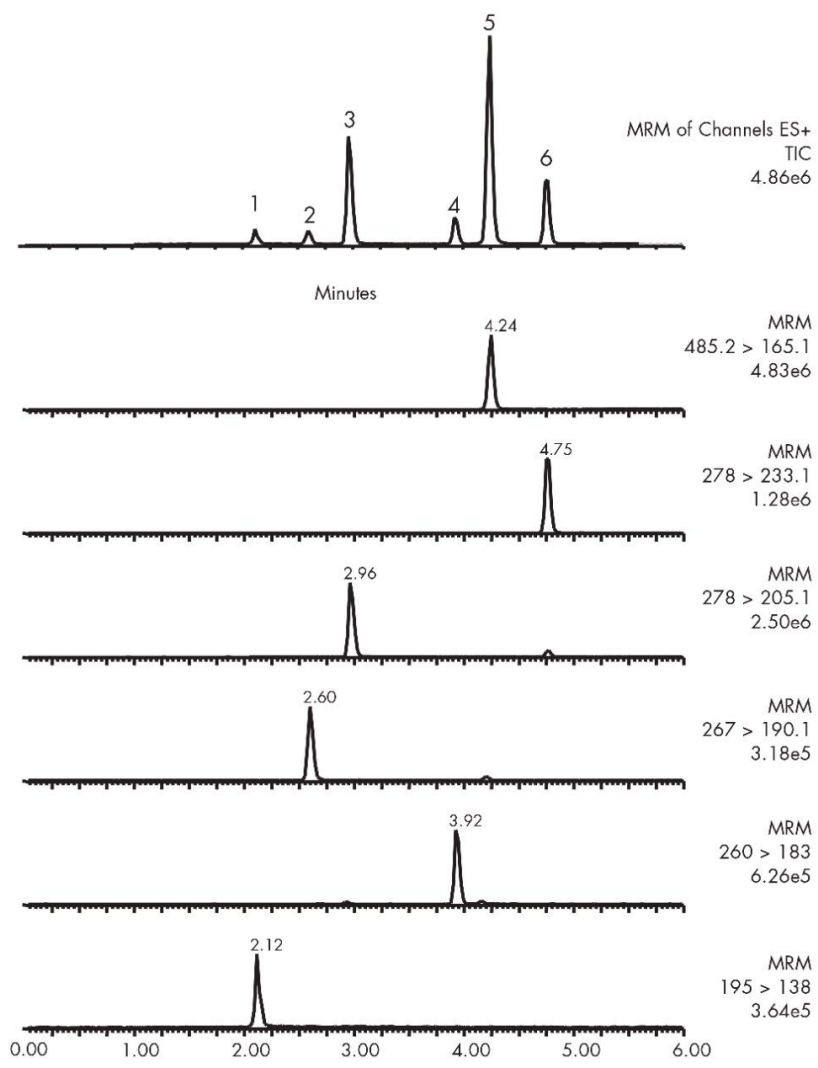 5
3
MRM of Channels ES+
TIC
4.86e6
6
1
2
4
Minutes
4.24
MRM
485.2 > 165.1
4.83e6
4.75
MRM
278 > 233.1
1.28e6
2.96
MRM
278 > 205.1
2.50e6
2.60
MRM
267 > 190.1
3.18e5
3.92
MRM
260 > 183
6.26e5
2.12
MRM
195 > 138
3.64e5
0.00 1.00 2.00 3.00 4.00 5.00 6.00